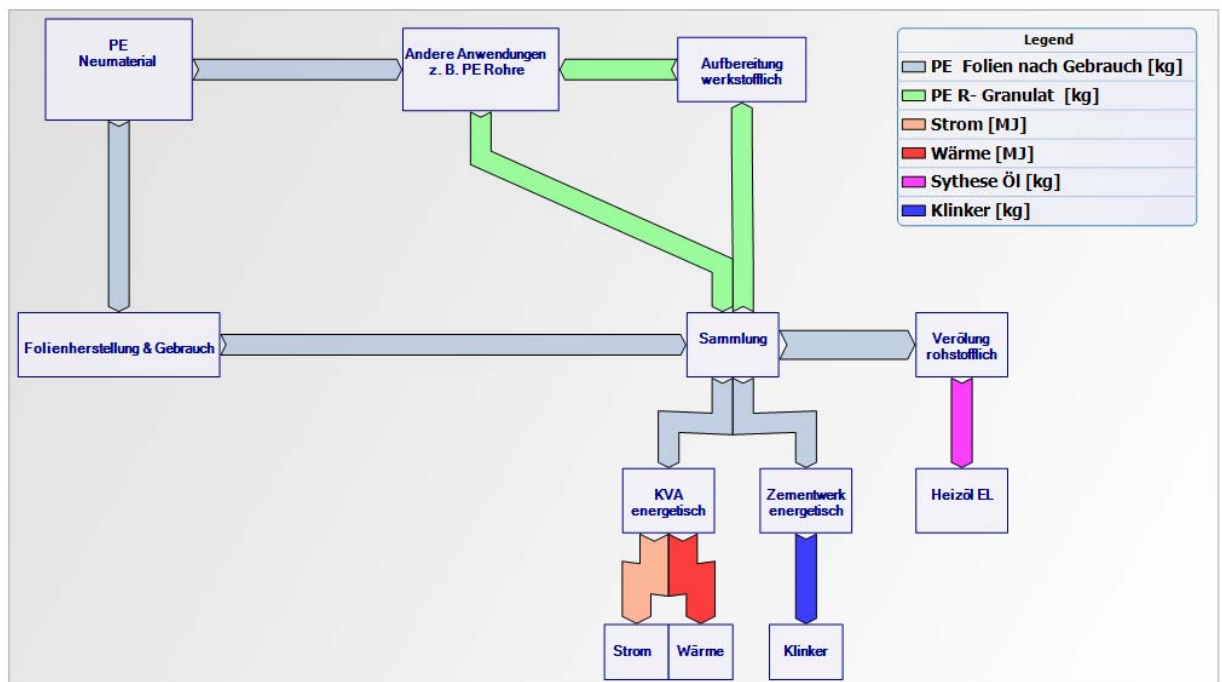 PE
Neumaterial
Andere Anwendungen
z. B. PE Rohre
Aufbereitung
werkstofflich
Legend
PE Folien nach Gebrauch [kg]
PE R- Granulat [kg]
Strom [MJ]
Wärme [MJ]
Sythese Öl [kg]
Klinker [kg]
Folienherstellung & Gebrauch
Sammlung
Verölung
rohstofflich
KVA
energetisch
Zementwerk
energetisch
Heizöl EL
Strom
Wärme
Klinker